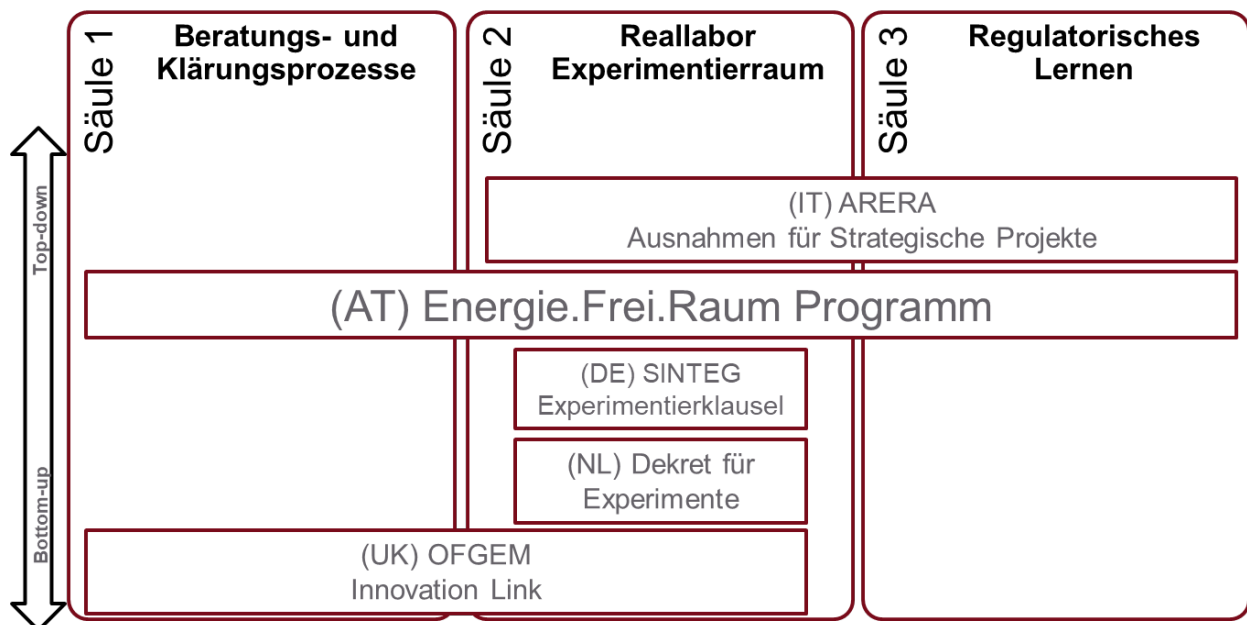 Säule 1
Beratungs- und
Klärungsprozesse
Säule 2
Reallabor
Experimentierraum
Säule 3
Regulatorisches
Lernen
Top-down
Bottom-up
(IT) ARERA
Ausnahmen für Strategische Projekte
(AT) Energie.Frei.Raum Programm
(DE) SINTEG
Experimentierklausel
(NL) Dekret für
Experimente
(UK) OFGEM
Innovation Link